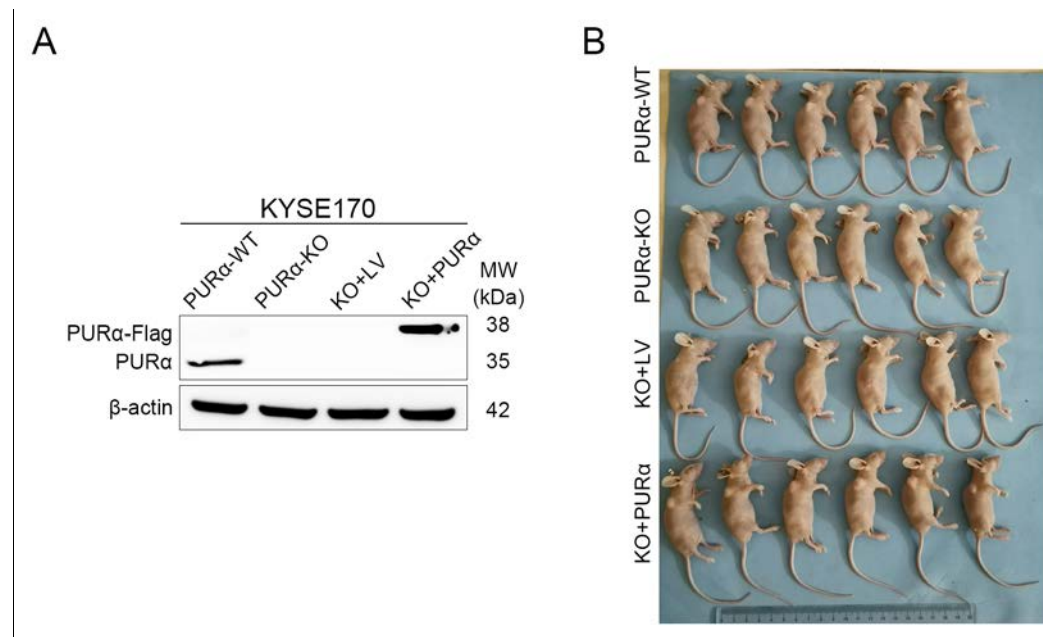 A
KYSE170
PURα-WT
PURα-KO
KO+LV
KO+PURα
MW
(kDa)
PURα-Flag
38
PURα
35
β-actin
42
B
PURα-WT
PURα-KO
KO+LV
KO+PURα